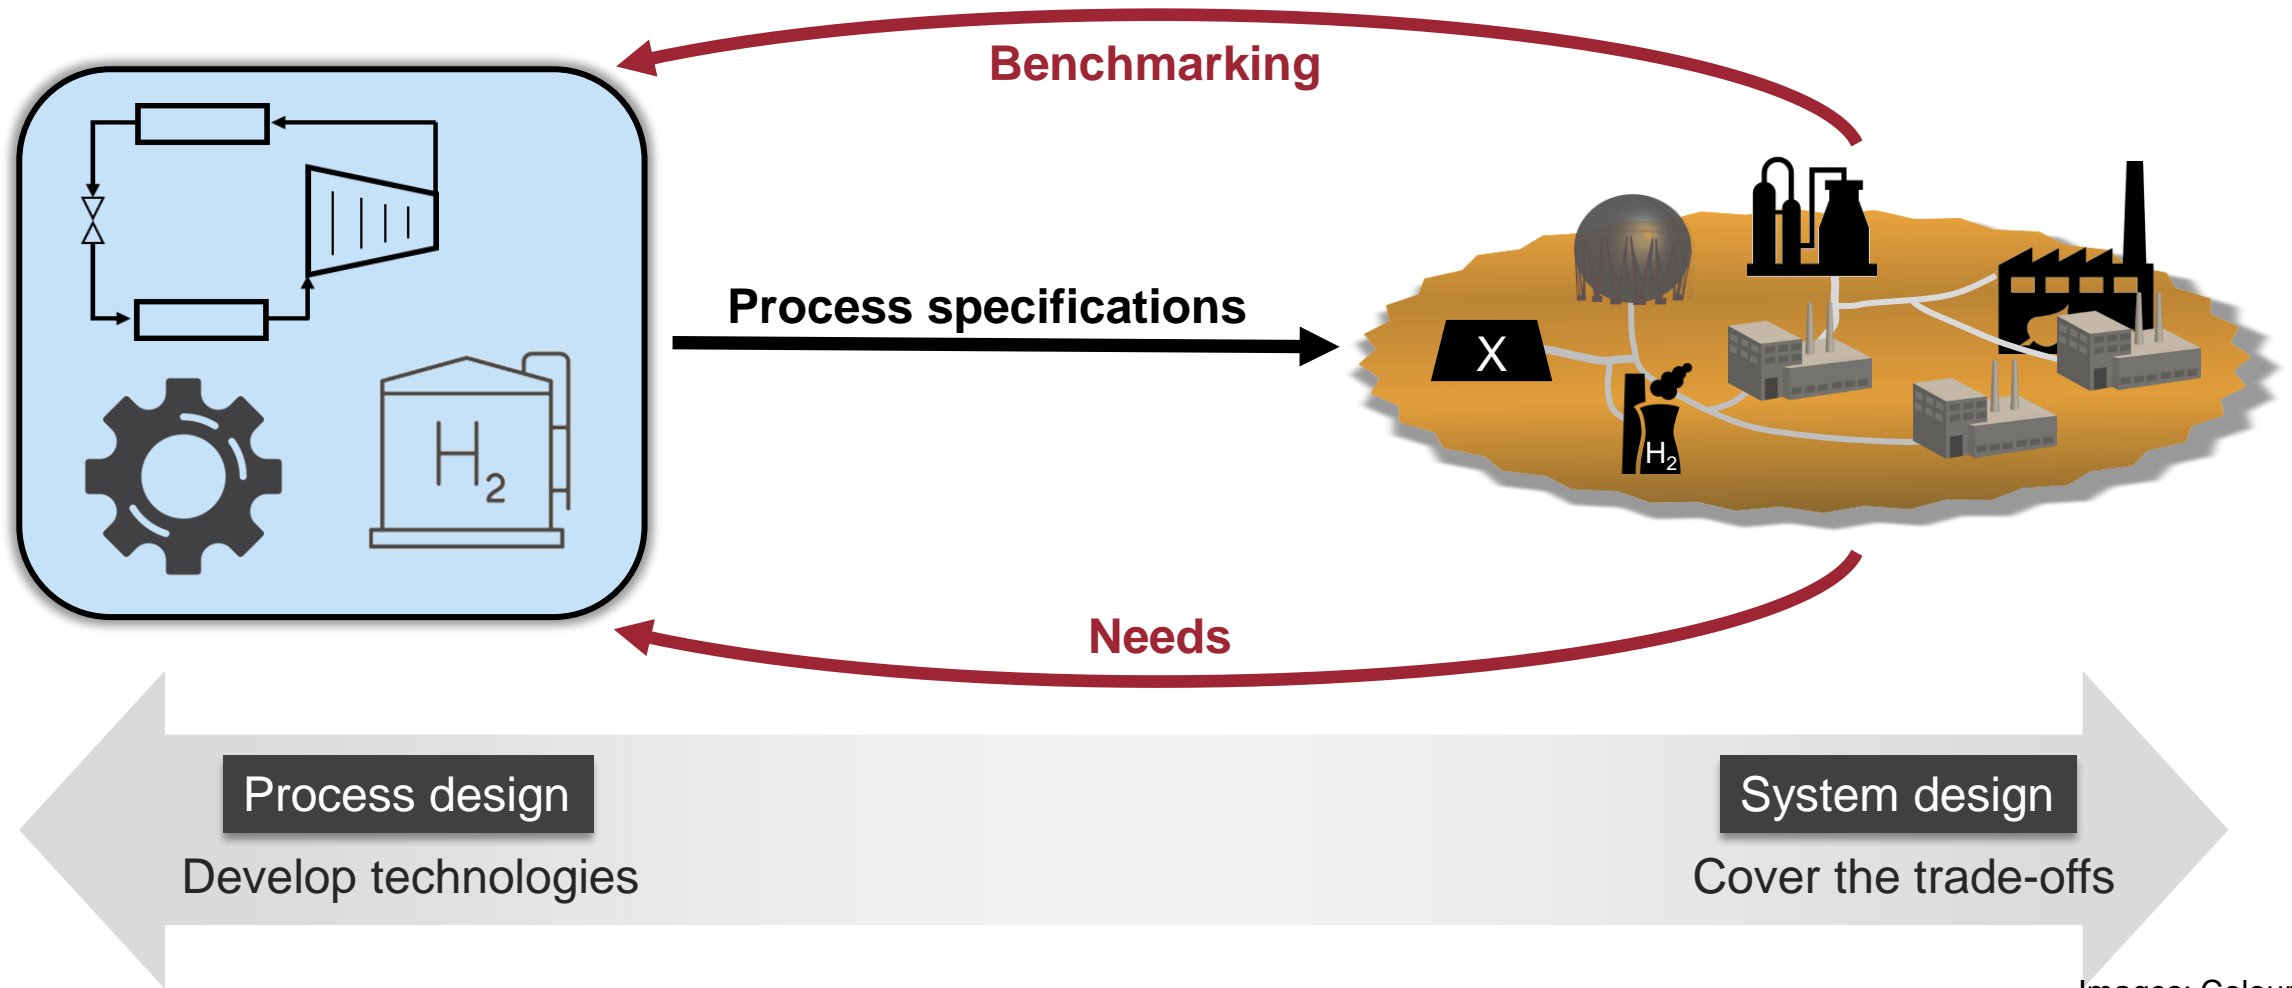 Benchmarking
Process specifications
X
H2
H2
Needs
Process design
System design
Develop technologies
Cover the trade-offs